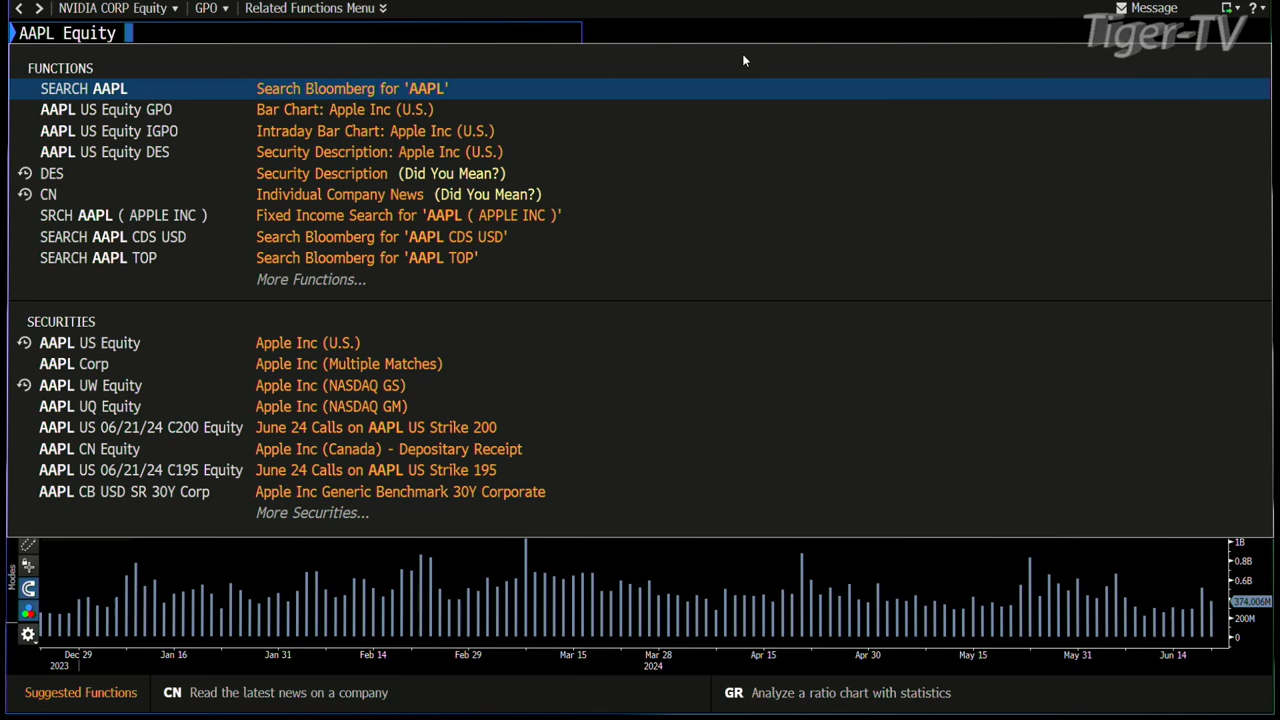 NVIDIA CORP Equity GPO Related Functions Menu Message ?
Tiger-TV
AAPL Equity
FUNCTIONS
SEARCH AAPL Search Bloomberg for 'AAPL'
AAPL US Equity GPO Bar Chart: Apple Inc (U.S.)
AAPL US Equity IGPO Intraday Bar Chart: Apple Inc (U.S.)
AAPL US Equity DES Security Description: Apple Inc (U.S.)
DES Security Description (Did You Mean?)
CN Individual Company News (Did You Mean?)
SRCH AAPL ( APPLE INC ) Fixed Income Search for 'AAPL ( APPLE INC )'
SEARCH AAPL CDS USD Search Bloomberg for 'AAPL CDS USD'
SEARCH AAPL TOP Search Bloomberg for 'AAPL TOP'
More Functions...
SECURITIES
AAPL US Equity Apple Inc (U.S.)
AAPL Corp Apple Inc (Multiple Matches)
AAPL UW Equity Apple Inc (NASDAQ GS)
AAPL UQ Equity Apple Inc (NASDAQ GM)
AAPL US 06/21/24 C200 Equity June 24 Calls on AAPL US Strike 200
AAPL CN Equity Apple Inc (Canada) - Depositary Receipt
AAPL US 06/21/24 C195 Equity June 24 Calls on AAPL US Strike 195
AAPL CB USD SR 30Y Corp Apple Inc Generic Benchmark 30Y Corporate
More Securities...
Modes
1B
0.8B
0.6B
374.006M
200M
0
Dec 29 Jan 16 Jan 31 Feb 14 Feb 29 Mar 15 Mar 28 Apr 15 Apr 30 May 15 May 31 Jun 14
2023 2024
Suggested Functions CN Read the latest news on a company GR Analyze a ratio chart with statistics